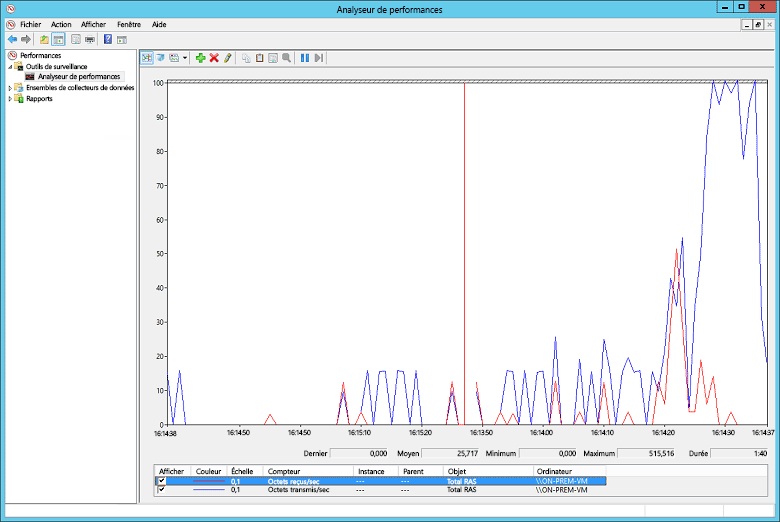 Analyseur de performances
Fichier Action Afficher Fenêtre Aide
Performances
Outils de surveillance
Analyseur de performances
Ensembles de collecteurs de données
Rapports
100
90
80
70
60
50
40
30
20
10
0
16:14:38 16:14:50 16:14:50 16:15:10 16:15:20 16:13:50 16:14:00 16:14:10 16:14:20 16:14:30 16:14:37
Dernier 0,000 Moyen 25,717 Minimum 0,000 Maximum 515,516 Durée 1:40
Afficher Couleur Échelle Compteur Instance Parent Objet Ordinateur
0,1 Octets reçus/sec --- --- Total RAS \\ON-PREM-VM
0,1 Octets transmis/sec --- --- Total RAS \\ON-PREM-VM